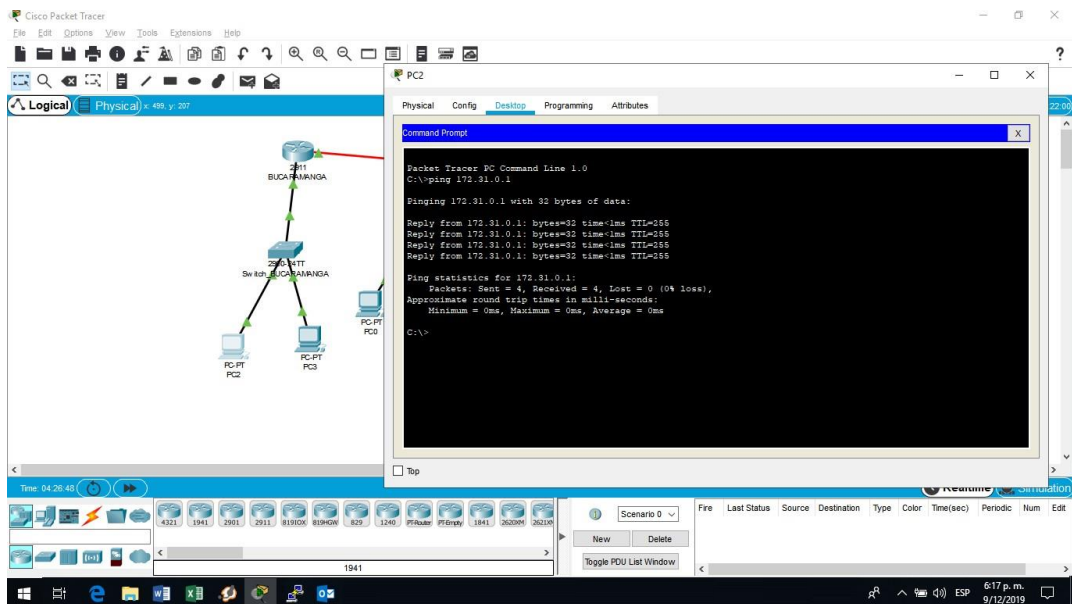 Cisco Packet Tracer
File Edit Options View Tools Extensions Help
?
Logical Physical x: 499, y: 207
22:00
2911
BUCARAMANGA
2960-24TT
Switch_BUCARAMANGA
PC-PT
PC2
PC-PT
PC3
PC-PT
PC0
PC2
Physical Config Desktop Programming Attributes
Command Prompt X
Packet Tracer PC Command Line 1.0
C:\>ping 172.31.0.1
Pinging 172.31.0.1 with 32 bytes of data:
Reply from 172.31.0.1: bytes=32 time<1ms TTL=255
Reply from 172.31.0.1: bytes=32 time<1ms TTL=255
Reply from 172.31.0.1: bytes=32 time<1ms TTL=255
Reply from 172.31.0.1: bytes=32 time<1ms TTL=255
Ping statistics for 172.31.0.1:
Packets: Sent = 4, Received = 4, Lost = 0 (0% loss),
Approximate round trip times in milli-seconds:
Minimum = 0ms, Maximum = 0ms, Average = 0ms
C:\>
Top
Time: 04:26:48
Realtime Simulation
4321 1941 2901 2911 819IOX 819HGW 829 1240 PT-Router PT-Empty 1841 2620XM 2621XM
1941
Scenario 0
New Delete
Toggle PDU List Window
Fire Last Status Source Destination Type Color Time(sec) Periodic Num Edit
ESP
6:17 p. m.
9/12/2019